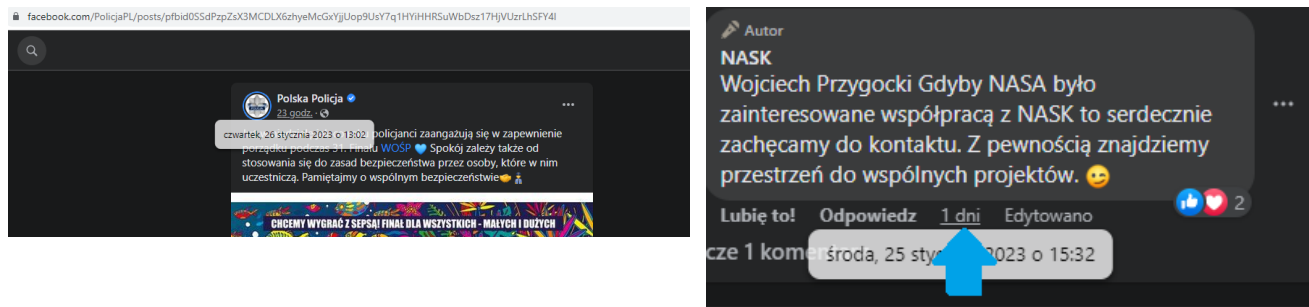 facebook.com/PolicjaPL/posts/pfbid0SSdPzpZsX3MCDLX6zhyeMcGxYjjUop9UsY7q1HYiHHRSuWbDsz17HjVUzrLhSFY4l
Polska Policja
23 godz. ·
czwartek, 26 stycznia 2023 o 13:02
policjanci zaangażują się w zapewnienie
porządku podczas 31. Finału WOŚP 💙 Spokój zależy także od
stosowania się do zasad bezpieczeństwa przez osoby, które w nim
uczestniczą. Pamiętajmy o wspólnym bezpieczeństwie
CHCEMY WYGRAĆ Z SEPSĄ! FINAŁ DLA WSZYSTKICH - MAŁYCH I DUŻYCH
Autor
NASK
Wojciech Przygocki Gdyby NASA było
zainteresowane współpracą z NASK to serdecznie
zachęcamy do kontaktu. Z pewnością znajdziemy
przestrzeń do wspólnych projektów. 😉
2
Lubię to! Odpowiedz 1 dni Edytowano
cze 1
środa, 25 2023 o 15:32